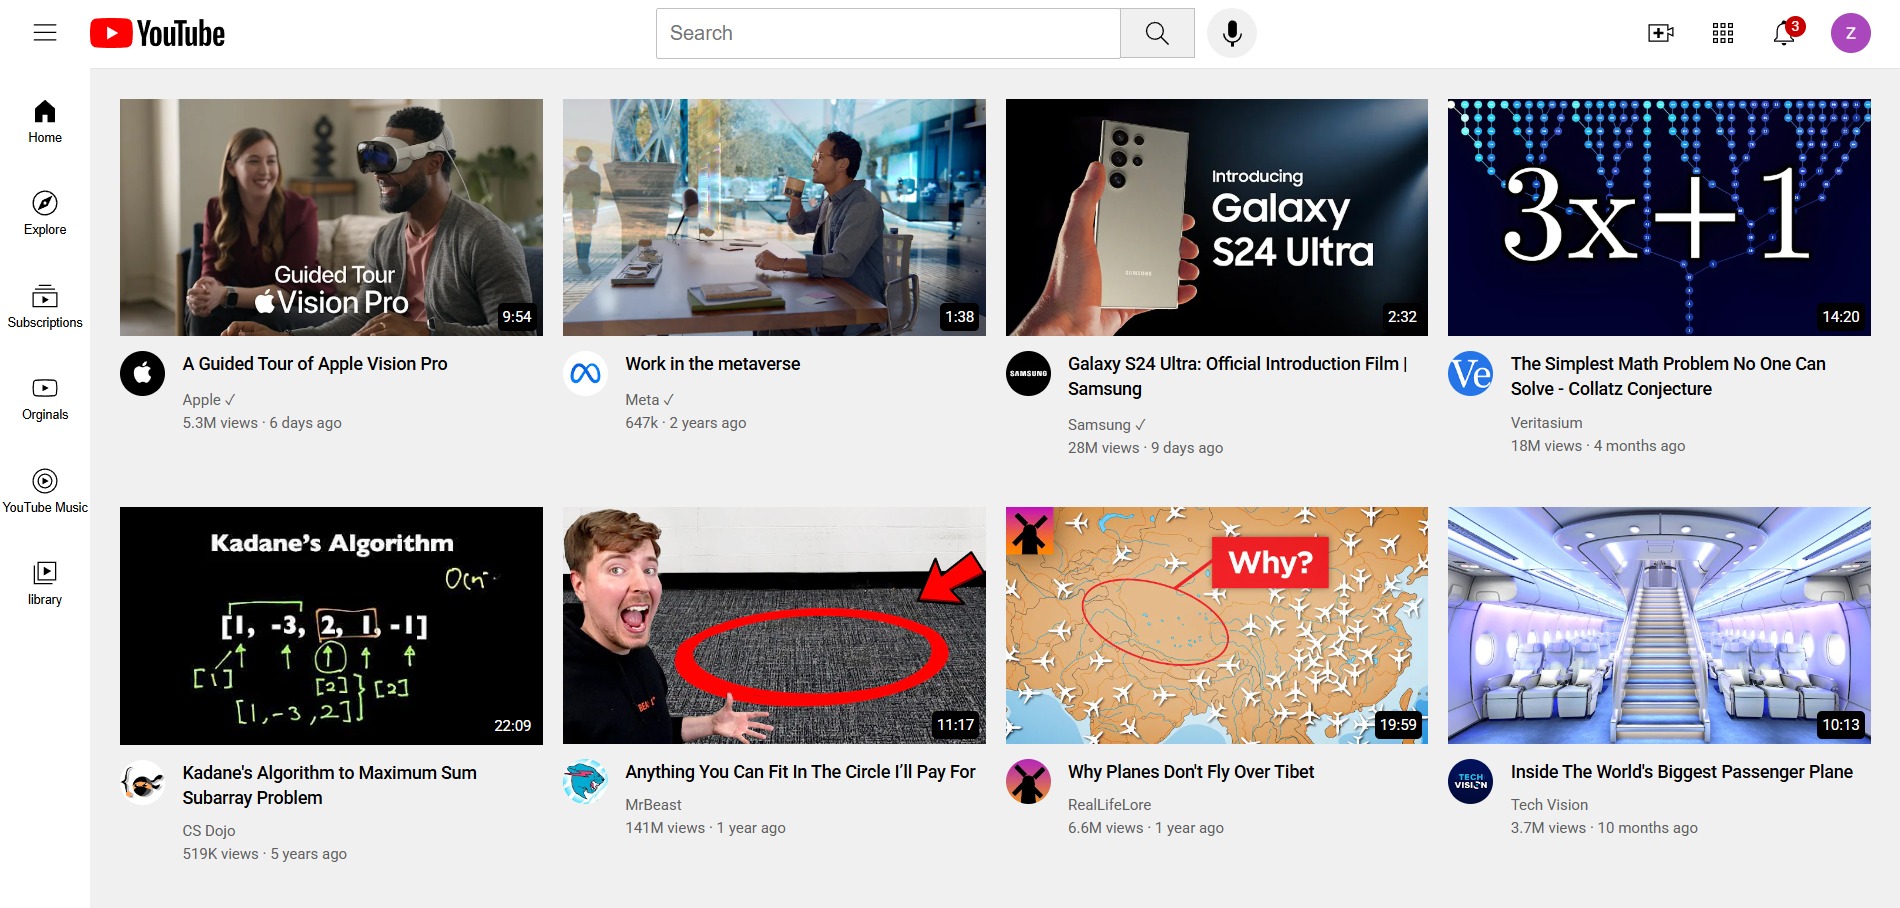 YouTube
Search
3
Z
Home
Explore
Subscriptions
Orginals
YouTube Music
library
Guided Tour
Vision Pro
9:54
A Guided Tour of Apple Vision Pro
Apple ✓
5.3M views · 6 days ago
1:38
Work in the metaverse
Meta ✓
647k · 2 years ago
Introducing
Galaxy
S24 Ultra
SAMSUNG
2:32
SAMSUNG
Galaxy S24 Ultra: Official Introduction Film |
Samsung
Samsung ✓
28M views · 9 days ago
3x+1
14:20
Ve
The Simplest Math Problem No One Can
Solve - Collatz Conjecture
Veritasium
18M views · 4 months ago
Kadane's Algorithm
[1, -3, 2, 1, -1]
[1]
[2] [2]
[1, -3, 2]
22:09
Kadane's Algorithm to Maximum Sum
Subarray Problem
CS Dojo
519K views · 5 years ago
11:17
Anything You Can Fit In The Circle I’ll Pay For
MrBeast
141M views · 1 year ago
Why?
19:59
Why Planes Don't Fly Over Tibet
RealLifeLore
6.6M views · 1 year ago
10:13
TECH
VISION
Inside The World's Biggest Passenger Plane
Tech Vision
3.7M views · 10 months ago